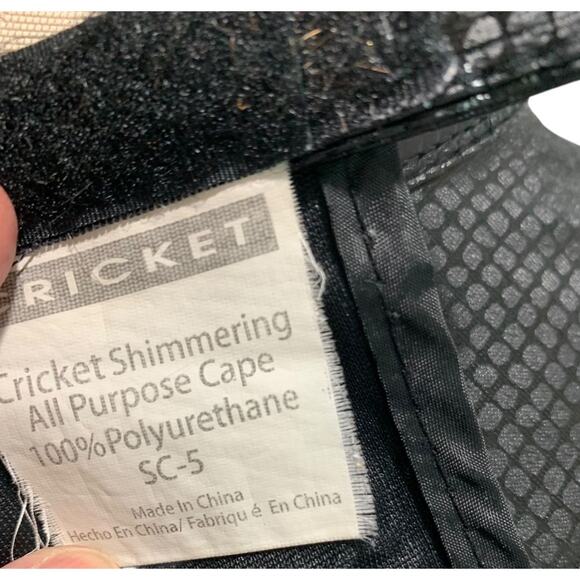 RICKET
Cricket Shimmering
All Purpose Cape
100%Polyurethane
SC-5
Made In China
Hecho En China/ Fabriqu é En China